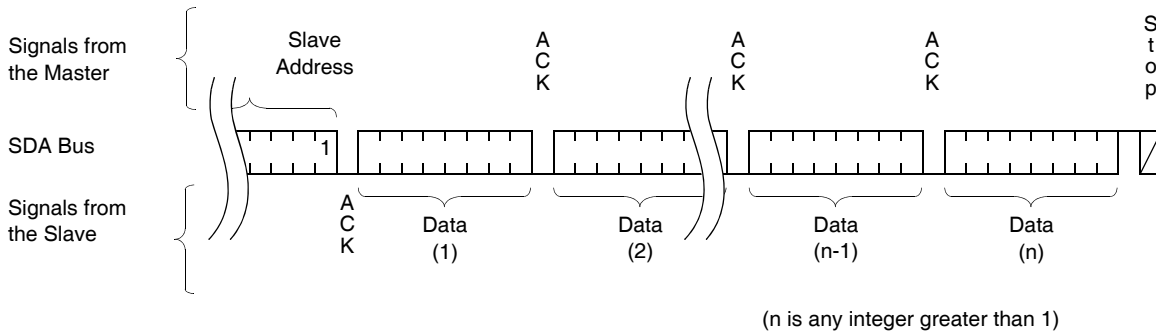 Signals from
the Master
Slave
Address
A
C
K
A
C
K
A
C
K
S
t
o
p
SDA Bus
1
Signals from
the Slave
A
C
K
Data
(1)
Data
(2)
Data
(n-1)
Data
(n)
(n is any integer greater than 1)